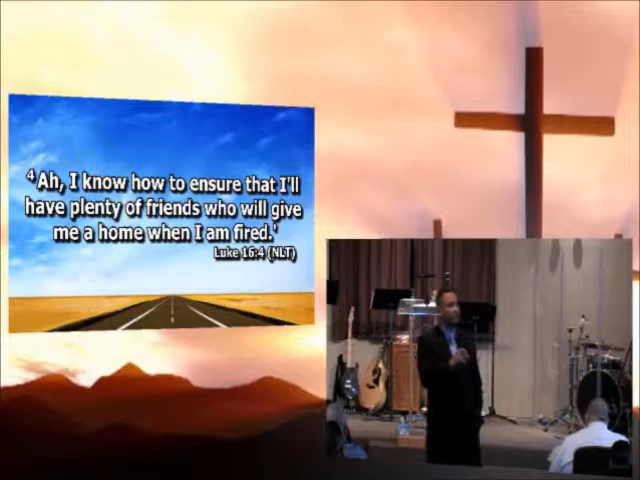 4 Ah, I know how to ensure that I'll
have plenty of friends who will give
me a home when I am fired.'
Luke 16:4 (NLT)